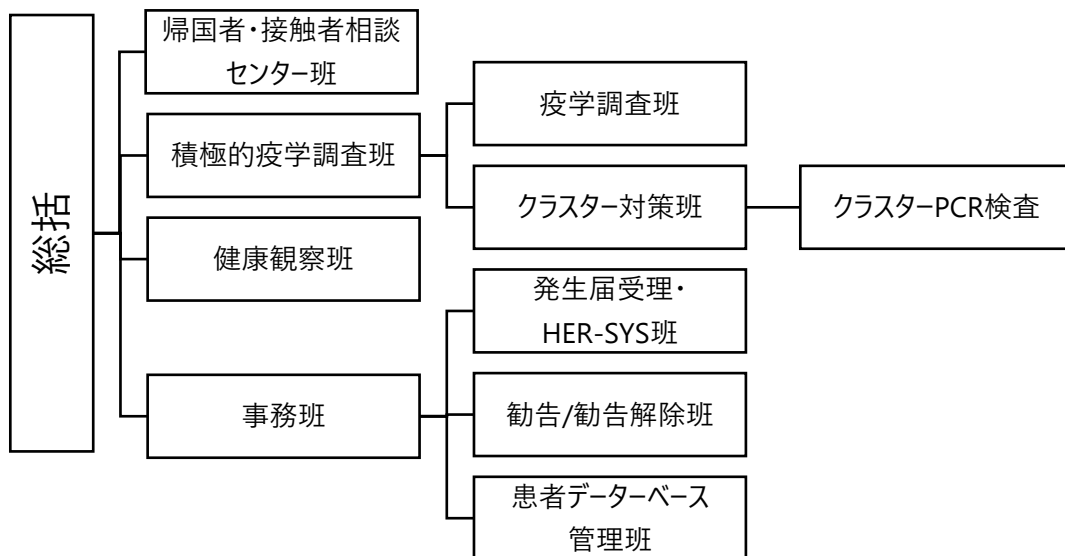 総括
帰国者・接触者相談
センター班
積極的疫学調査班
健康観察班
事務班
疫学調査班
クラスター対策班
発生届受理・
HER-SYS班
勧告/勧告解除班
患者データーベース
管理班
クラスターPCR検査